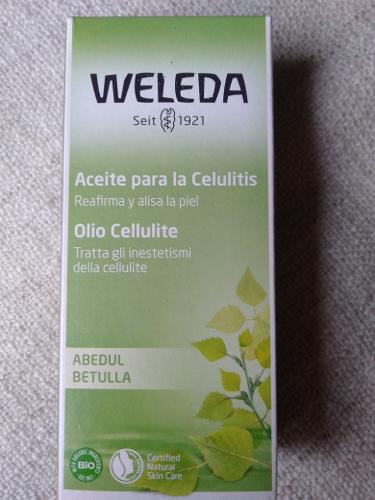 WELEDA
Seit 1921
Aceite para la Celulitis
Reafirma y alisa la piel
Olio Cellulite
Tratta gli inestetismi
della cellulite
ABEDUL
BETULLA
Bio
Certified
Natural
Skin Care